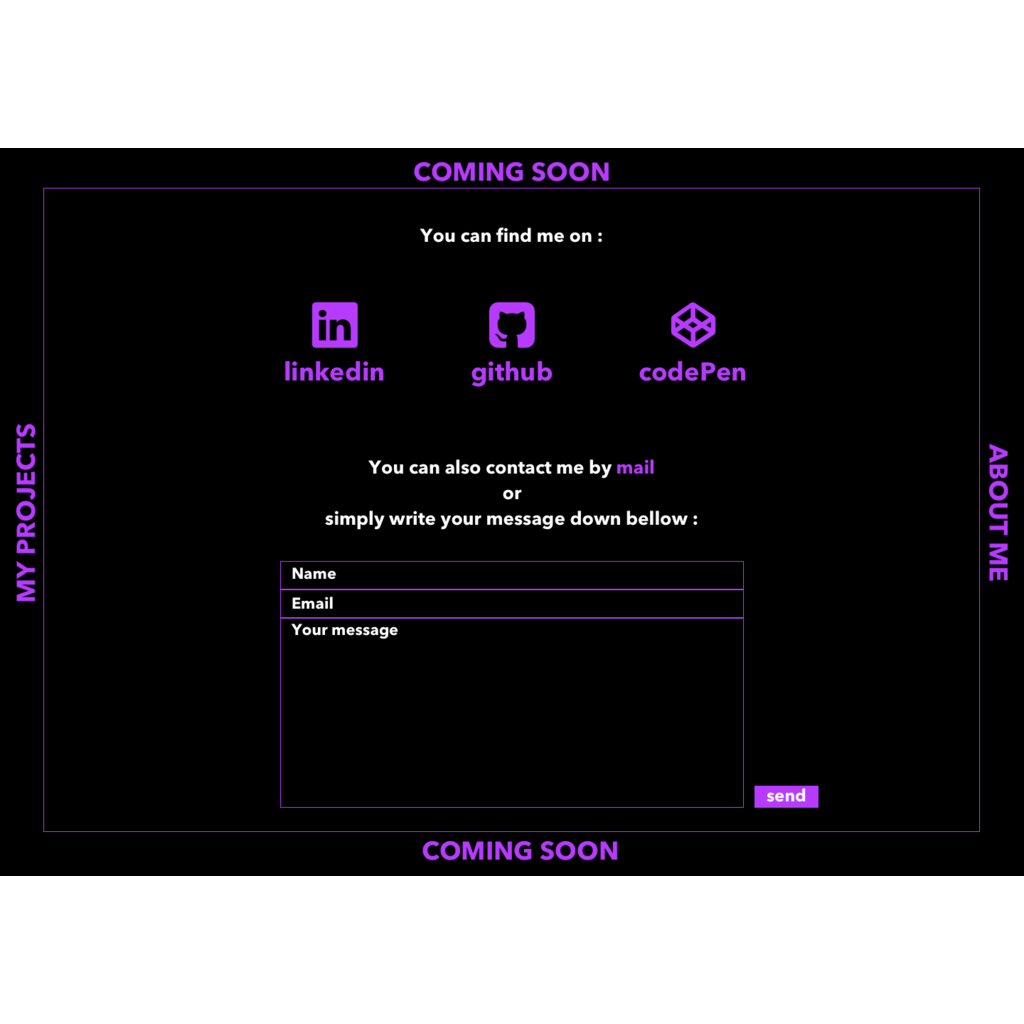 COMING SOON
You can find me on :
linkedin
github
codePen
MY PROJECTS
ABOUT ME
You can also contact me by mail
or
simply write your message down bellow :
Name
Email
Your message
send
COMING SOON